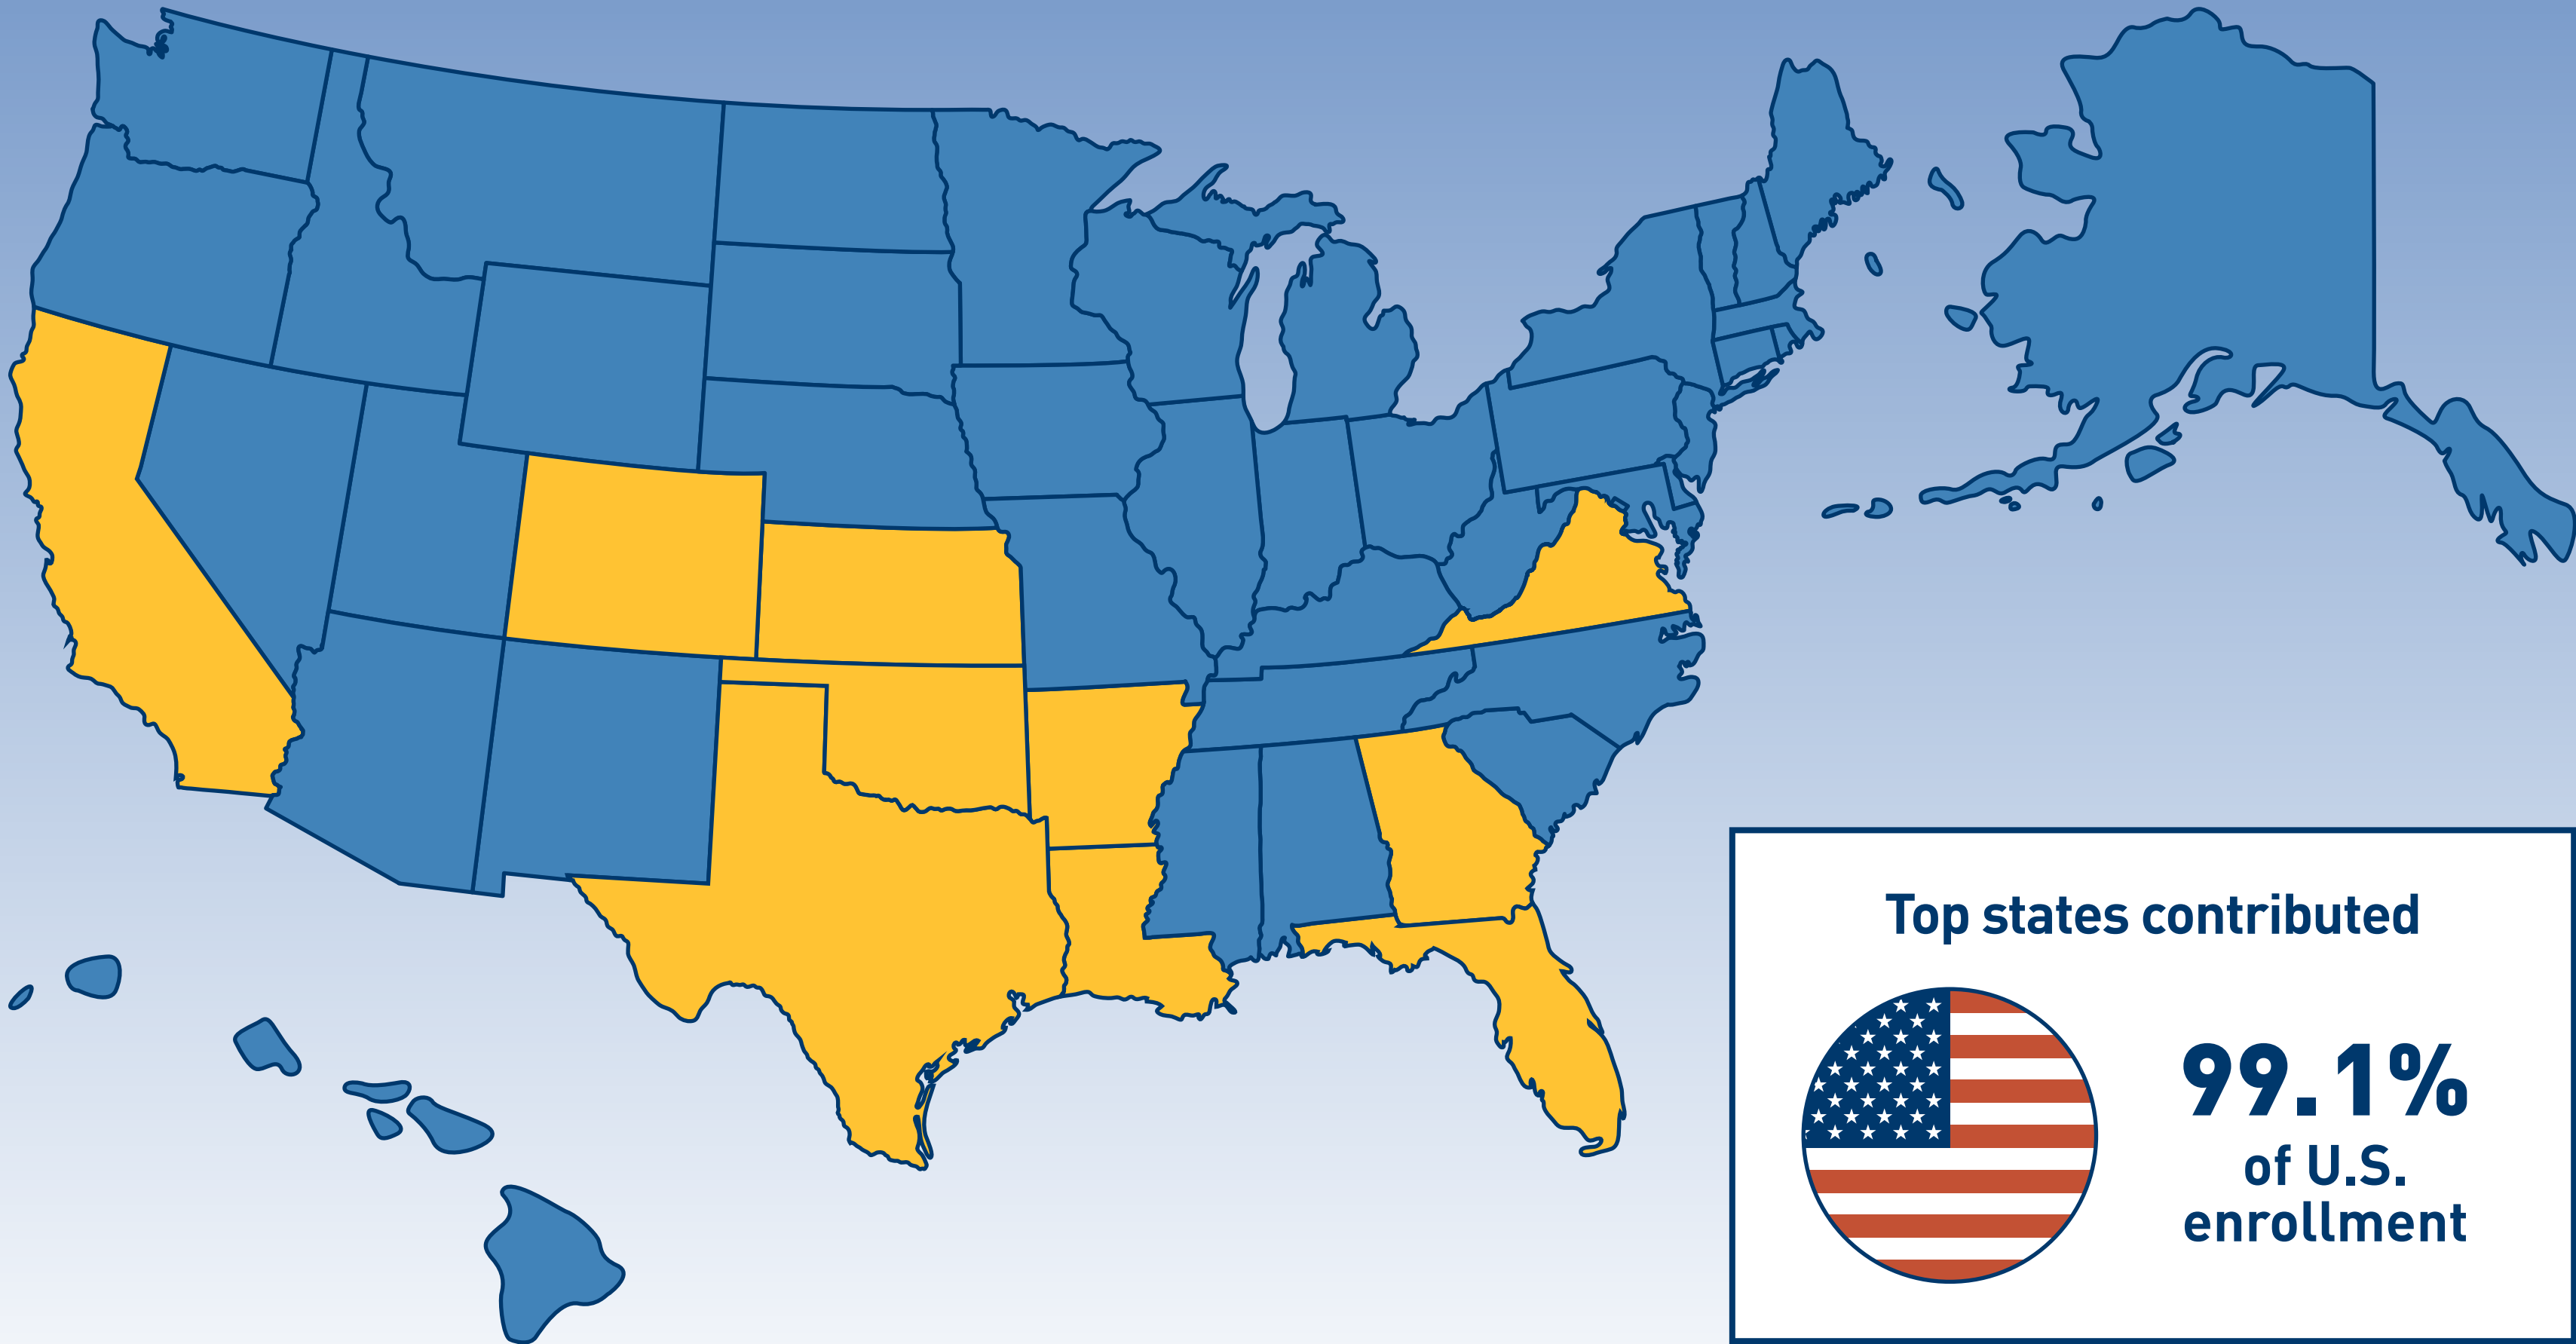 Top states contributed
99.1%
of U.S.
enrollment